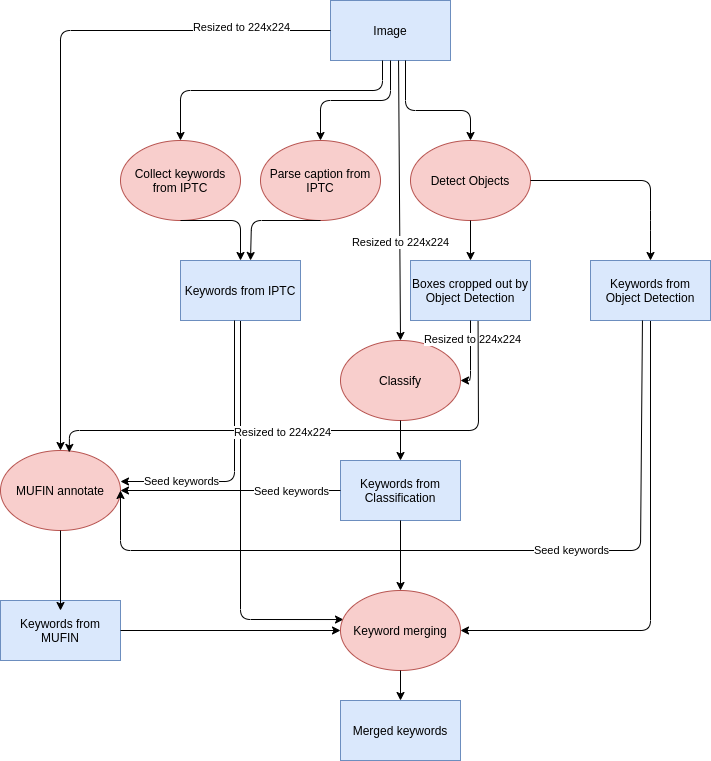 Resized to 224x224
Image
Collect keywords
from IPTC
Parse caption from
IPTC
Detect Objects
Resized to 224x224
Keywords from IPTC
Boxes cropped out by
Object Detection
Keywords from
Object Detection
Resized to 224x224
Classify
Resized to 224x224
MUFIN annotate
Seed keywords
Seed keywords
Keywords from
Classification
Seed keywords
Keywords from
MUFIN
Keyword merging
Merged keywords